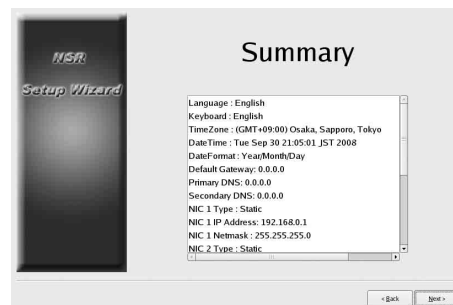 NSR
Setup Wizard
Summary
Language : English
Keyboard : English
TimeZone : (GMT+09:00) Osaka, Sapporo, Tokyo
DateTime : Tue Sep 30 21:05:01 JST 2008
DateFormat : Year/Month/Day
Default Gateway: 0.0.0.0
Primary DNS: 0.0.0.0
Secondary DNS: 0.0.0.0
NIC 1 Type : Static
NIC 1 IP Address: 192.168.0.1
NIC 1 Netmask : 255.255.255.0
NIC 2 Type : Static
< Back Next >